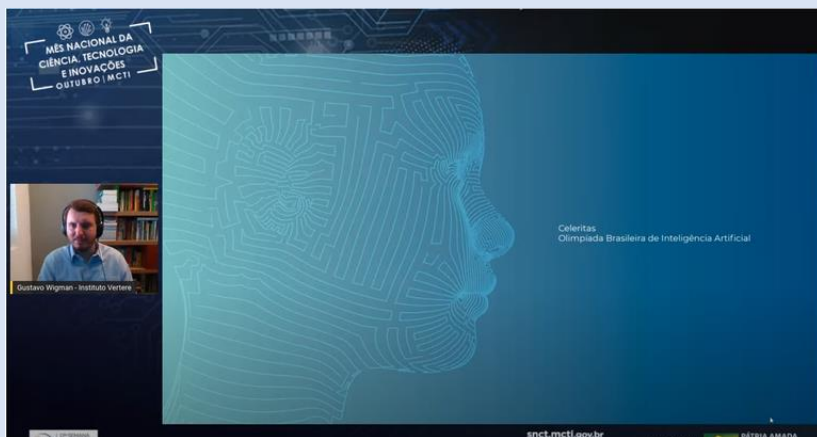 MÊS NACIONAL DA
CIÊNCIA, TECNOLOGIA
E INOVAÇÕES
OUTUBRO | MCTI
Celeritas
Olimpíada Brasileira de Inteligência Artificial
Gustavo Wigman - Instituto Vertere
snct.mcti.gov.br
PÁTRIA AMADA